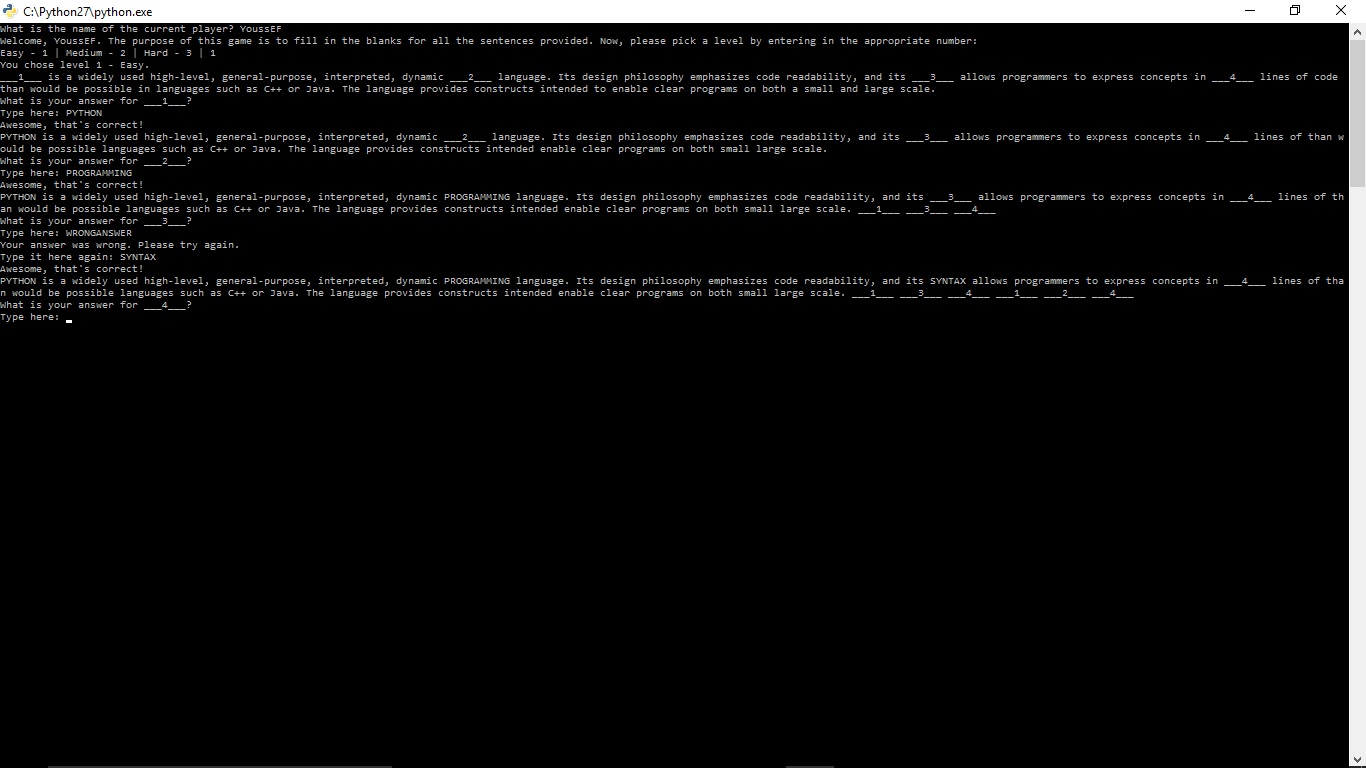 C:\Python27\python.exe
What is the name of the current player? YoussEF
Welcome, YoussEF. The purpose of this game is to fill in the blanks for all the sentences provided. Now, please pick a level by entering in the appropriate number:
Easy - 1 | Medium - 2 | Hard - 3 | 1
You chose level 1 - Easy.
___1___ is a widely used high-level, general-purpose, interpreted, dynamic ___2___ language. Its design philosophy emphasizes code readability, and its ___3___ allows programmers to express concepts in ___4___ lines of code
than would be possible in languages such as C++ or Java. The language provides constructs intended to enable clear programs on both a small and large scale.
What is your answer for ___1___?
Type here: PYTHON
Awesome, that's correct!
PYTHON is a widely used high-level, general-purpose, interpreted, dynamic ___2___ language. Its design philosophy emphasizes code readability, and its ___3___ allows programmers to express concepts in ___4___ lines of than w
ould be possible languages such as C++ or Java. The language provides constructs intended enable clear programs on both small large scale.
What is your answer for ___2___?
Type here: PROGRAMMING
Awesome, that's correct!
PYTHON is a widely used high-level, general-purpose, interpreted, dynamic PROGRAMMING language. Its design philosophy emphasizes code readability, and its ___3___ allows programmers to express concepts in ___4___ lines of th
an would be possible languages such as C++ or Java. The language provides constructs intended enable clear programs on both small large scale. ___1___ ___3___ ___4___
What is your answer for ___3___?
Type here: WRONGANSWER
Your answer was wrong. Please try again.
Type it here again: SYNTAX
Awesome, that's correct!
PYTHON is a widely used high-level, general-purpose, interpreted, dynamic PROGRAMMING language. Its design philosophy emphasizes code readability, and its SYNTAX allows programmers to express concepts in ___4___ lines of tha
n would be possible languages such as C++ or Java. The language provides constructs intended enable clear programs on both small large scale. ___1___ ___3___ ___4___ ___1___ ___2___ ___4___
What is your answer for ___4___?
Type here: